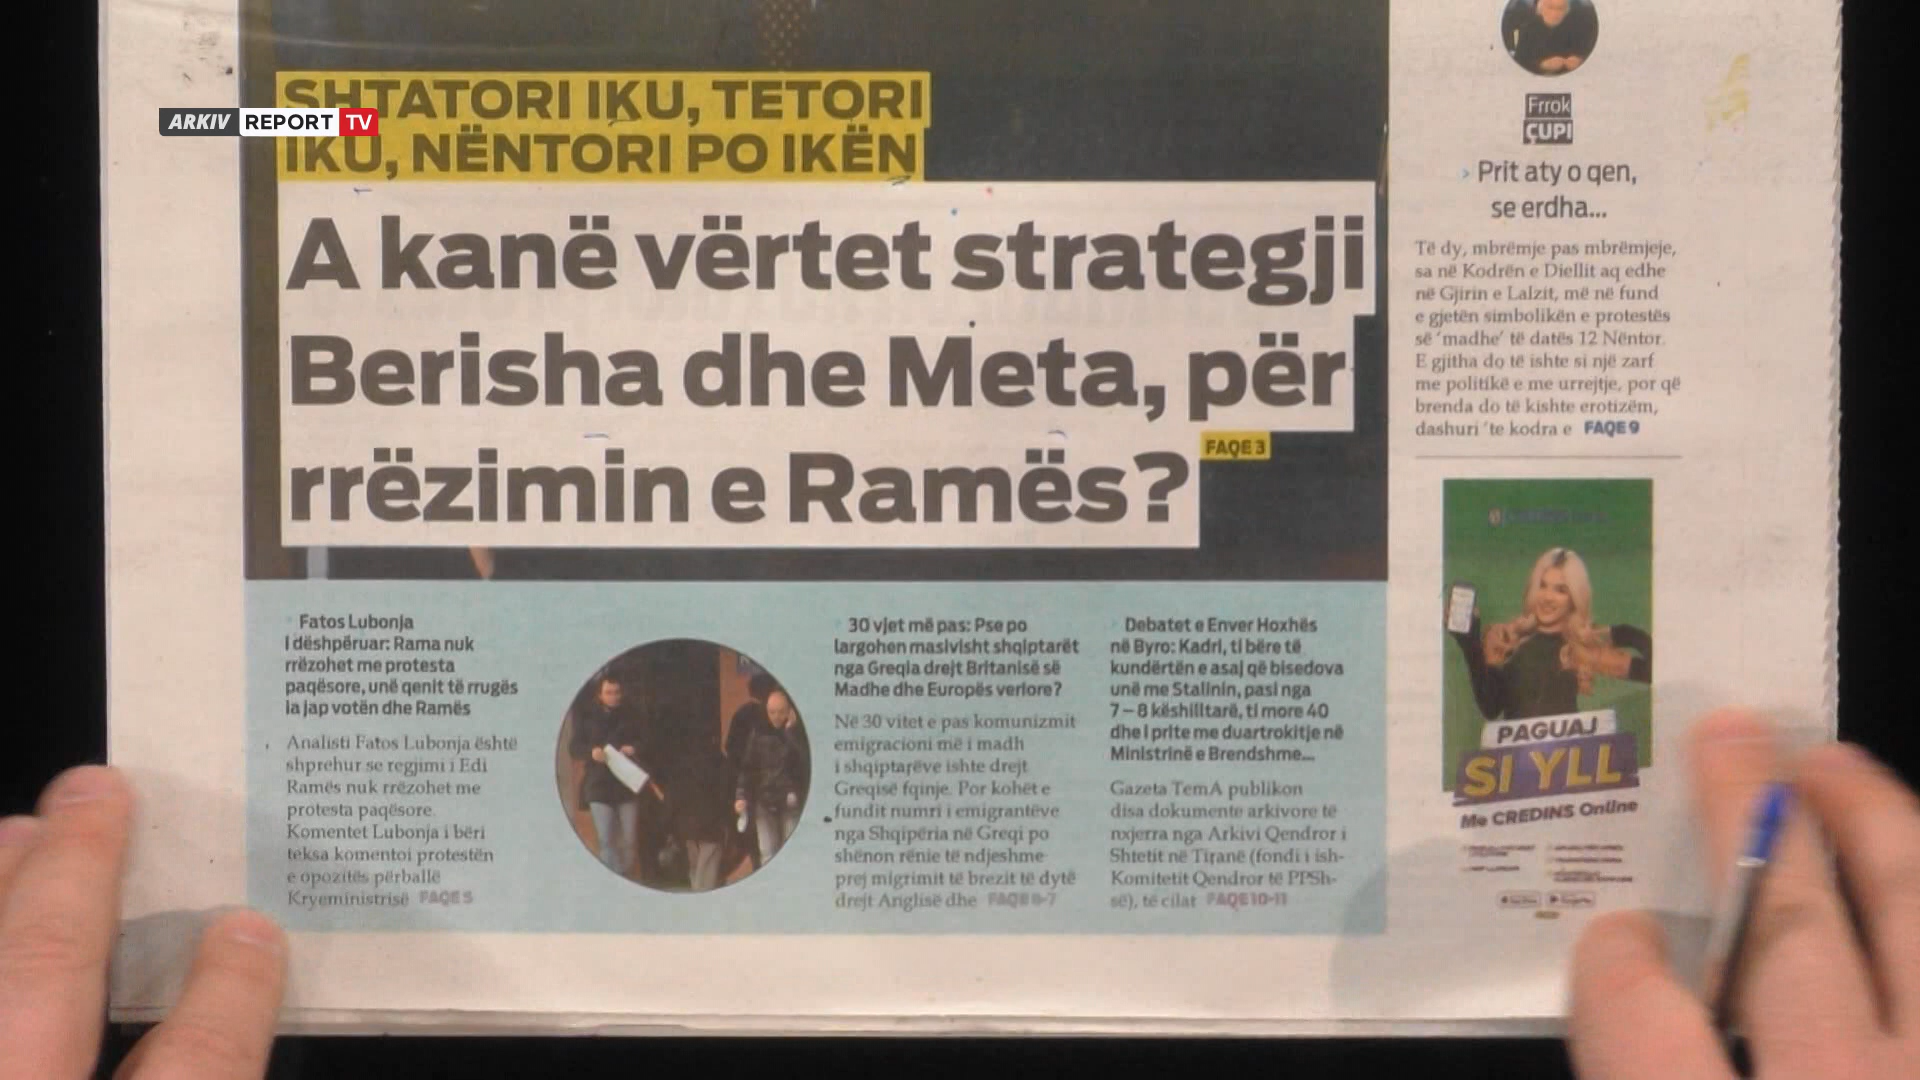 ARKIV REPORT TV
SHTATORI IKU, TETORI
IKU, NËNTORI PO IKËN
A kanë vërtet strategji
Berisha dhe Meta, për
rrëzimin e Ramës?
FAQE 3
Frrok
ÇUPI
Prit aty o qen,
se erdha...
Të dy, mbrëmje pas mbrëmjeje,
sa në Kodrën e Diellit aq edhe
në Gjirin e Lalzit, më në fund
e gjetën simbolikën e protestës
së ‘madhe’ të datës 12 Nëntor.
E gjitha do të ishte si një zarf
me politikë e me urrejtje, por që
brenda do të kishte erotizëm,
dashuri ‘te kodra e FAQE 9
Fatos Lubonja
i dëshpëruar: Rama nuk
rrëzohet me protesta
paqësore, unë qenit të rrugës
ia jap votën dhe Ramës
Analisti Fatos Lubonja është
shprehur se regjimi i Edi
Ramës nuk rrëzohet me
protesta paqësore.
Komentet Lubonja i bëri
teksa komentoi protestën
e opozitës përballë
Kryeministrisë FAQE 5
30 vjet më pas: Pse po
largohen masivisht shqiptarët
nga Greqia drejt Britanisë së
Madhe dhe Europës veriore?
Në 30 vitet e pas komunizmit
emigracioni më i madh
i shqiptarëve ishte drejt
Greqisë fqinje. Por kohët e
fundit numri i emigrantëve
nga Shqipëria në Greqi po
shënon rënie të ndjeshme
prej migrimit të brezit të dytë
drejt Anglisë dhe FAQE 6-7
Debatet e Enver Hoxhës
në Byro: Kadri, ti bëre të
kundërtën e asaj që bisedova
unë me Stalinin, pasi nga
7–8 këshilltarë, ti more 40
dhe i prite me duartrokitje në
Ministrinë e Brendshme...
Gazeta TemA publikon
disa dokumente arkivore të
nxjerra nga Arkivi Qendror i
Shtetit në Tiranë (fondi i ish-
Komitetit Qendror të PPSh-
së), të cilat FAQE 10-11
PAGUAJ
SI YLL
Me CREDINS Online